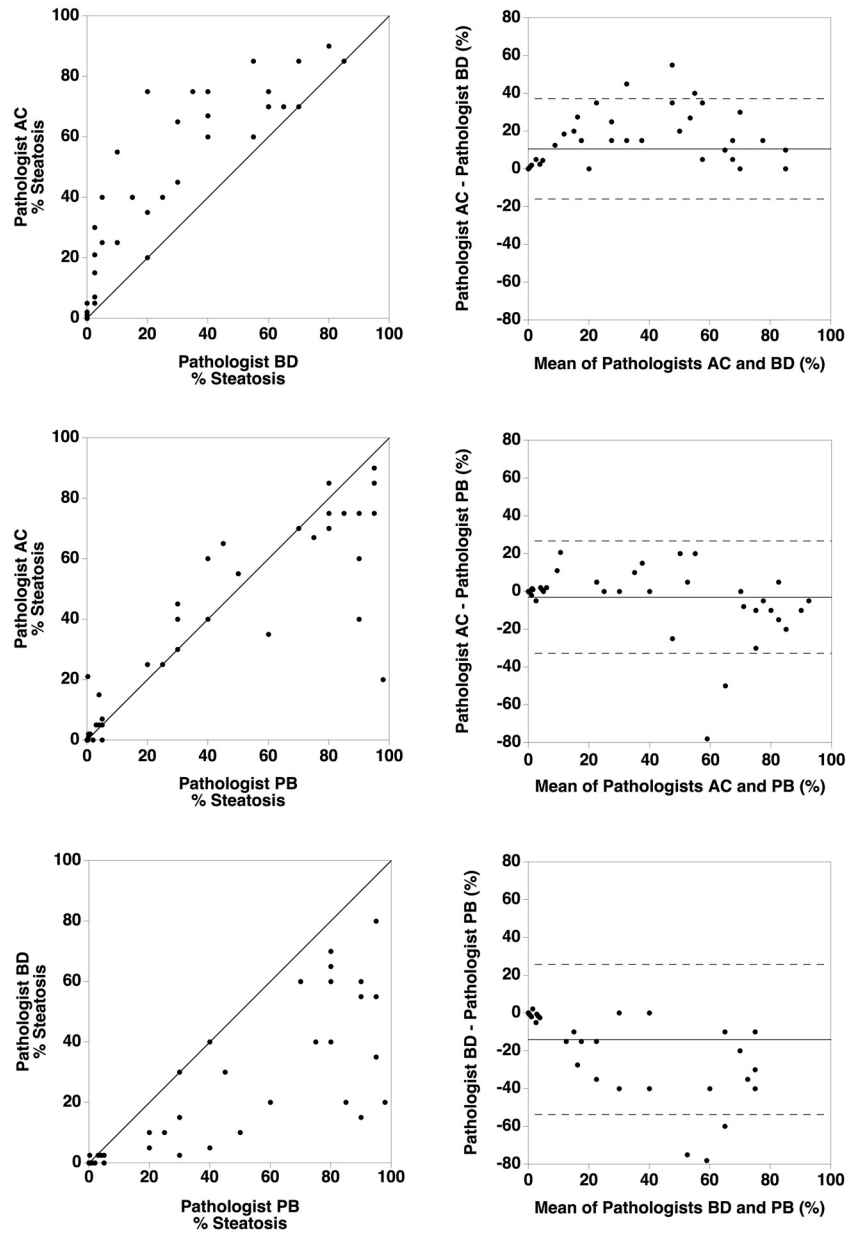 100
80
60
40
20
0
0 20 40 60 80 100
Pathologist AC
% Steatosis
Pathologist BD
% Steatosis
80
60
40
20
0
-20
-40
-60
-80
0 20 40 60 80 100
Pathologist AC - Pathologist BD (%)
Mean of Pathologists AC and BD (%)
100
80
60
40
20
0
0 20 40 60 80 100
Pathologist AC
% Steatosis
Pathologist PB
% Steatosis
80
60
40
20
0
-20
-40
-60
-80
0 20 40 60 80 100
Pathologist AC - Pathologist PB (%)
Mean of Pathologists AC and PB (%)
100
80
60
40
20
0
0 20 40 60 80 100
Pathologist BD
% Steatosis
Pathologist PB
% Steatosis
80
60
40
20
0
-20
-40
-60
-80
0 20 40 60 80 100
Pathologist BD - Pathologist PB (%)
Mean of Pathologists BD and PB (%)